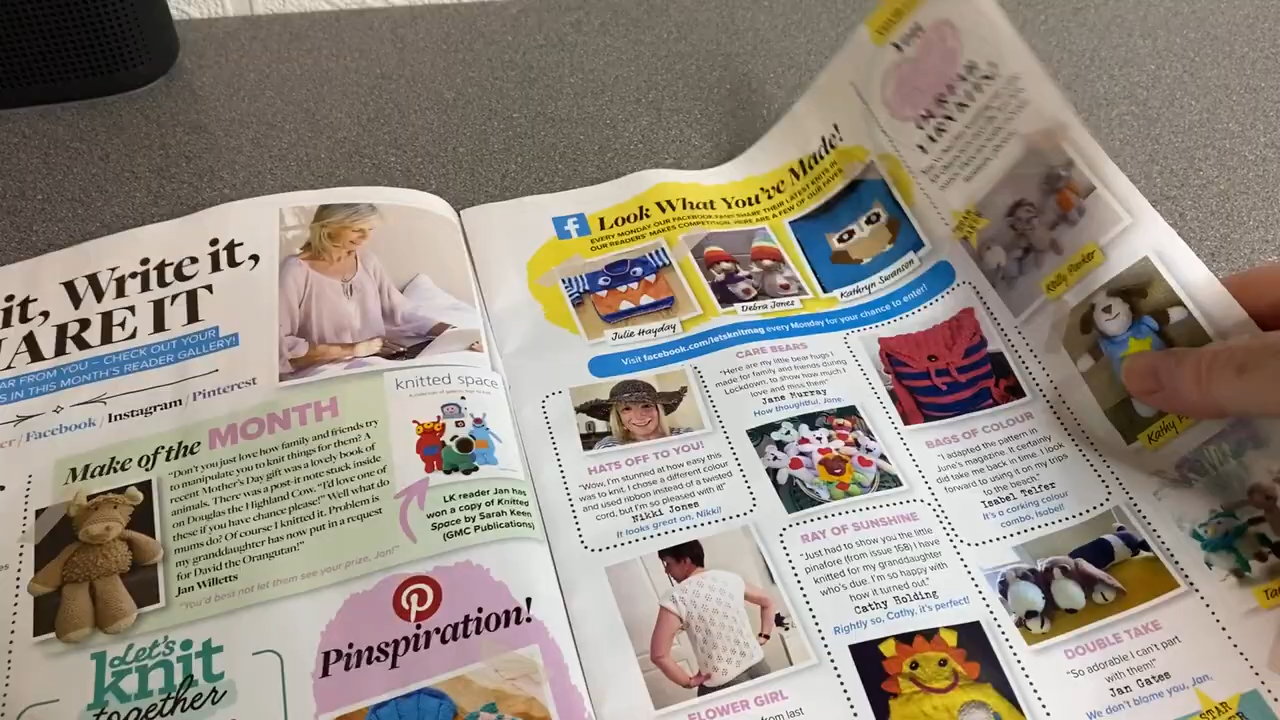 it, Write it,
ARE IT
AR FROM YOU – CHECK OUT YOUR
S IN THIS MONTH'S READER GALLERY!
/Facebook / Instagram / Pinterest
Make of the MONTH
"Don't you just love how family and friends try
to manipulate you to knit things for them? A
recent Mother's Day gift was a lovely book of
animals. There was a post-it note stuck inside
on Douglas the Highland Cow. 'I'd love one of
these if you have chance please!' Well what do
mums do? Of course I knitted it. Problem is
my granddaughter has now put in a request
for David the Orangutan!"
Jan Willetts
"You'd best not let them see your prize, Jan!"
knitted space
LK reader Jan has
won a copy of Knitted
Space by Sarah Keen
(GMC Publications)
Let's
knit
together
Pinspiration!
Look What You've Made!
EVERY MONDAY OUR FACEBOOK FANS SHARE THEIR LATEST KNITS IN
OUR READERS' MAKES COMPETITION. HERE ARE A FEW OF OUR FAVES
Julie Hayday
Debra Jones
Kathryn Swanson
Visit facebook.com/letsknitmag every Monday for your chance to enter!
HATS OFF TO YOU!
"Wow, I'm stunned at how easy this
was to knit. I chose a different colour
and used ribbon instead of a twisted
cord, but I'm so pleased with it"
Nikki Jones
It looks great on, Nikki!
FLOWER GIRL
from last
CARE BEARS
"Here are my little bear hugs I
made for family and friends during
Lockdown, to show how much I
love and miss them"
Jane Murray
How thoughtful, Jane.
RAY OF SUNSHINE
"Just had to show you the little
pinafore (from issue 168) I have
knitted for my granddaughter
who's due. I'm so happy with
how it turned out."
Cathy Holding
Rightly so, Cathy, it's perfect!
BAGS OF COLOUR
"I adapted the pattern in
June's magazine. It certainly
did take me back in time. I look
forward to using it on my trips
to the beach."
Isabel Telfer
It's a corking colour
combo, Isobel!
DOUBLE TAKE
"So adorable I can't part
with them!"
Jan Gates
We don't blame you, Jan.
Kelly Parker
Kathy
STAR